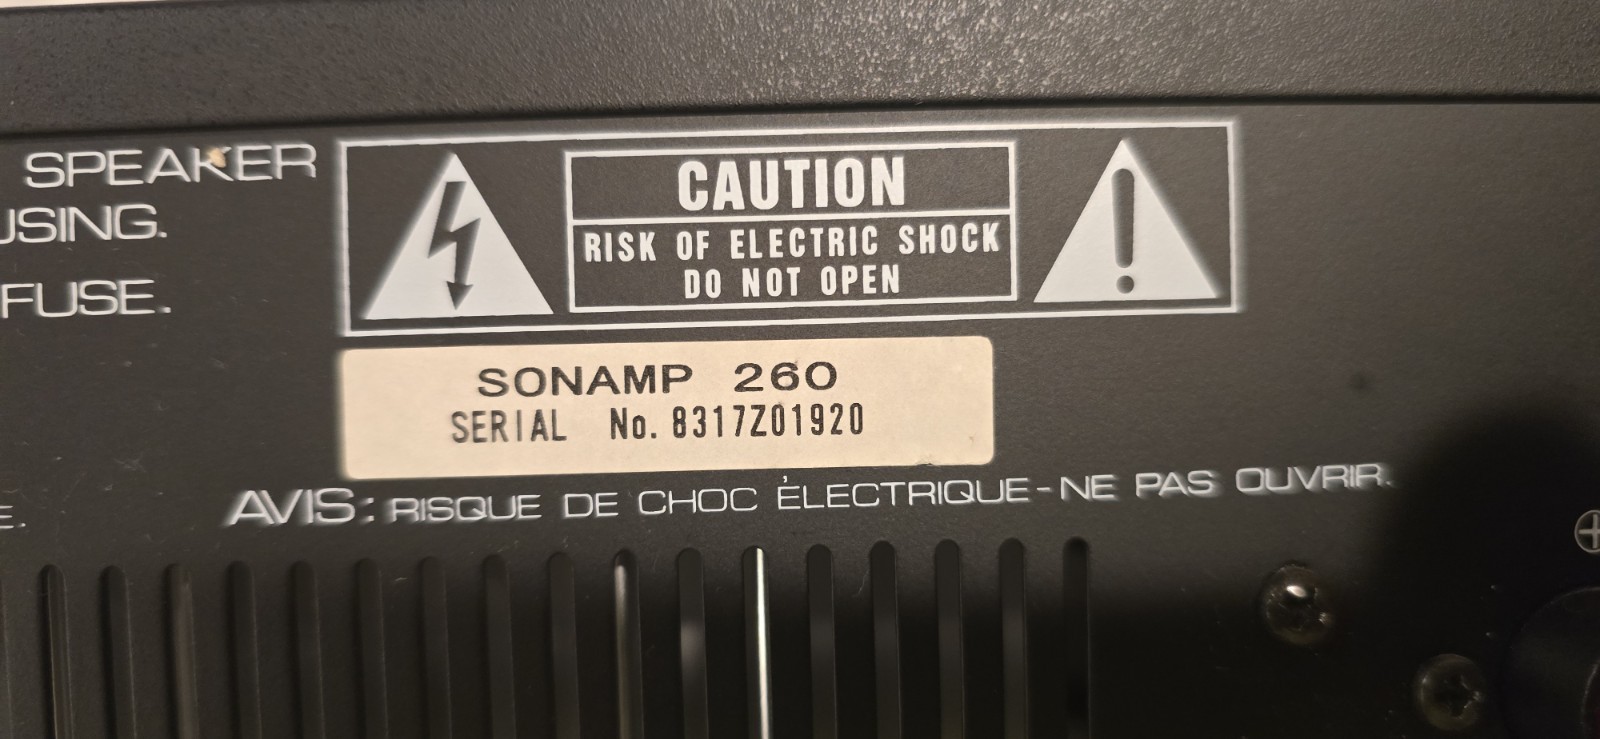 SPEAKER
USING.
FUSE.
CAUTION
RISK OF ELECTRIC SHOCK
DO NOT OPEN
SONAMP 260
SERIAL No. 8317Z01920
E.
AVIS: RISQUE DE CHOC ÉLECTRIQUE-NE PAS OUVRIR.